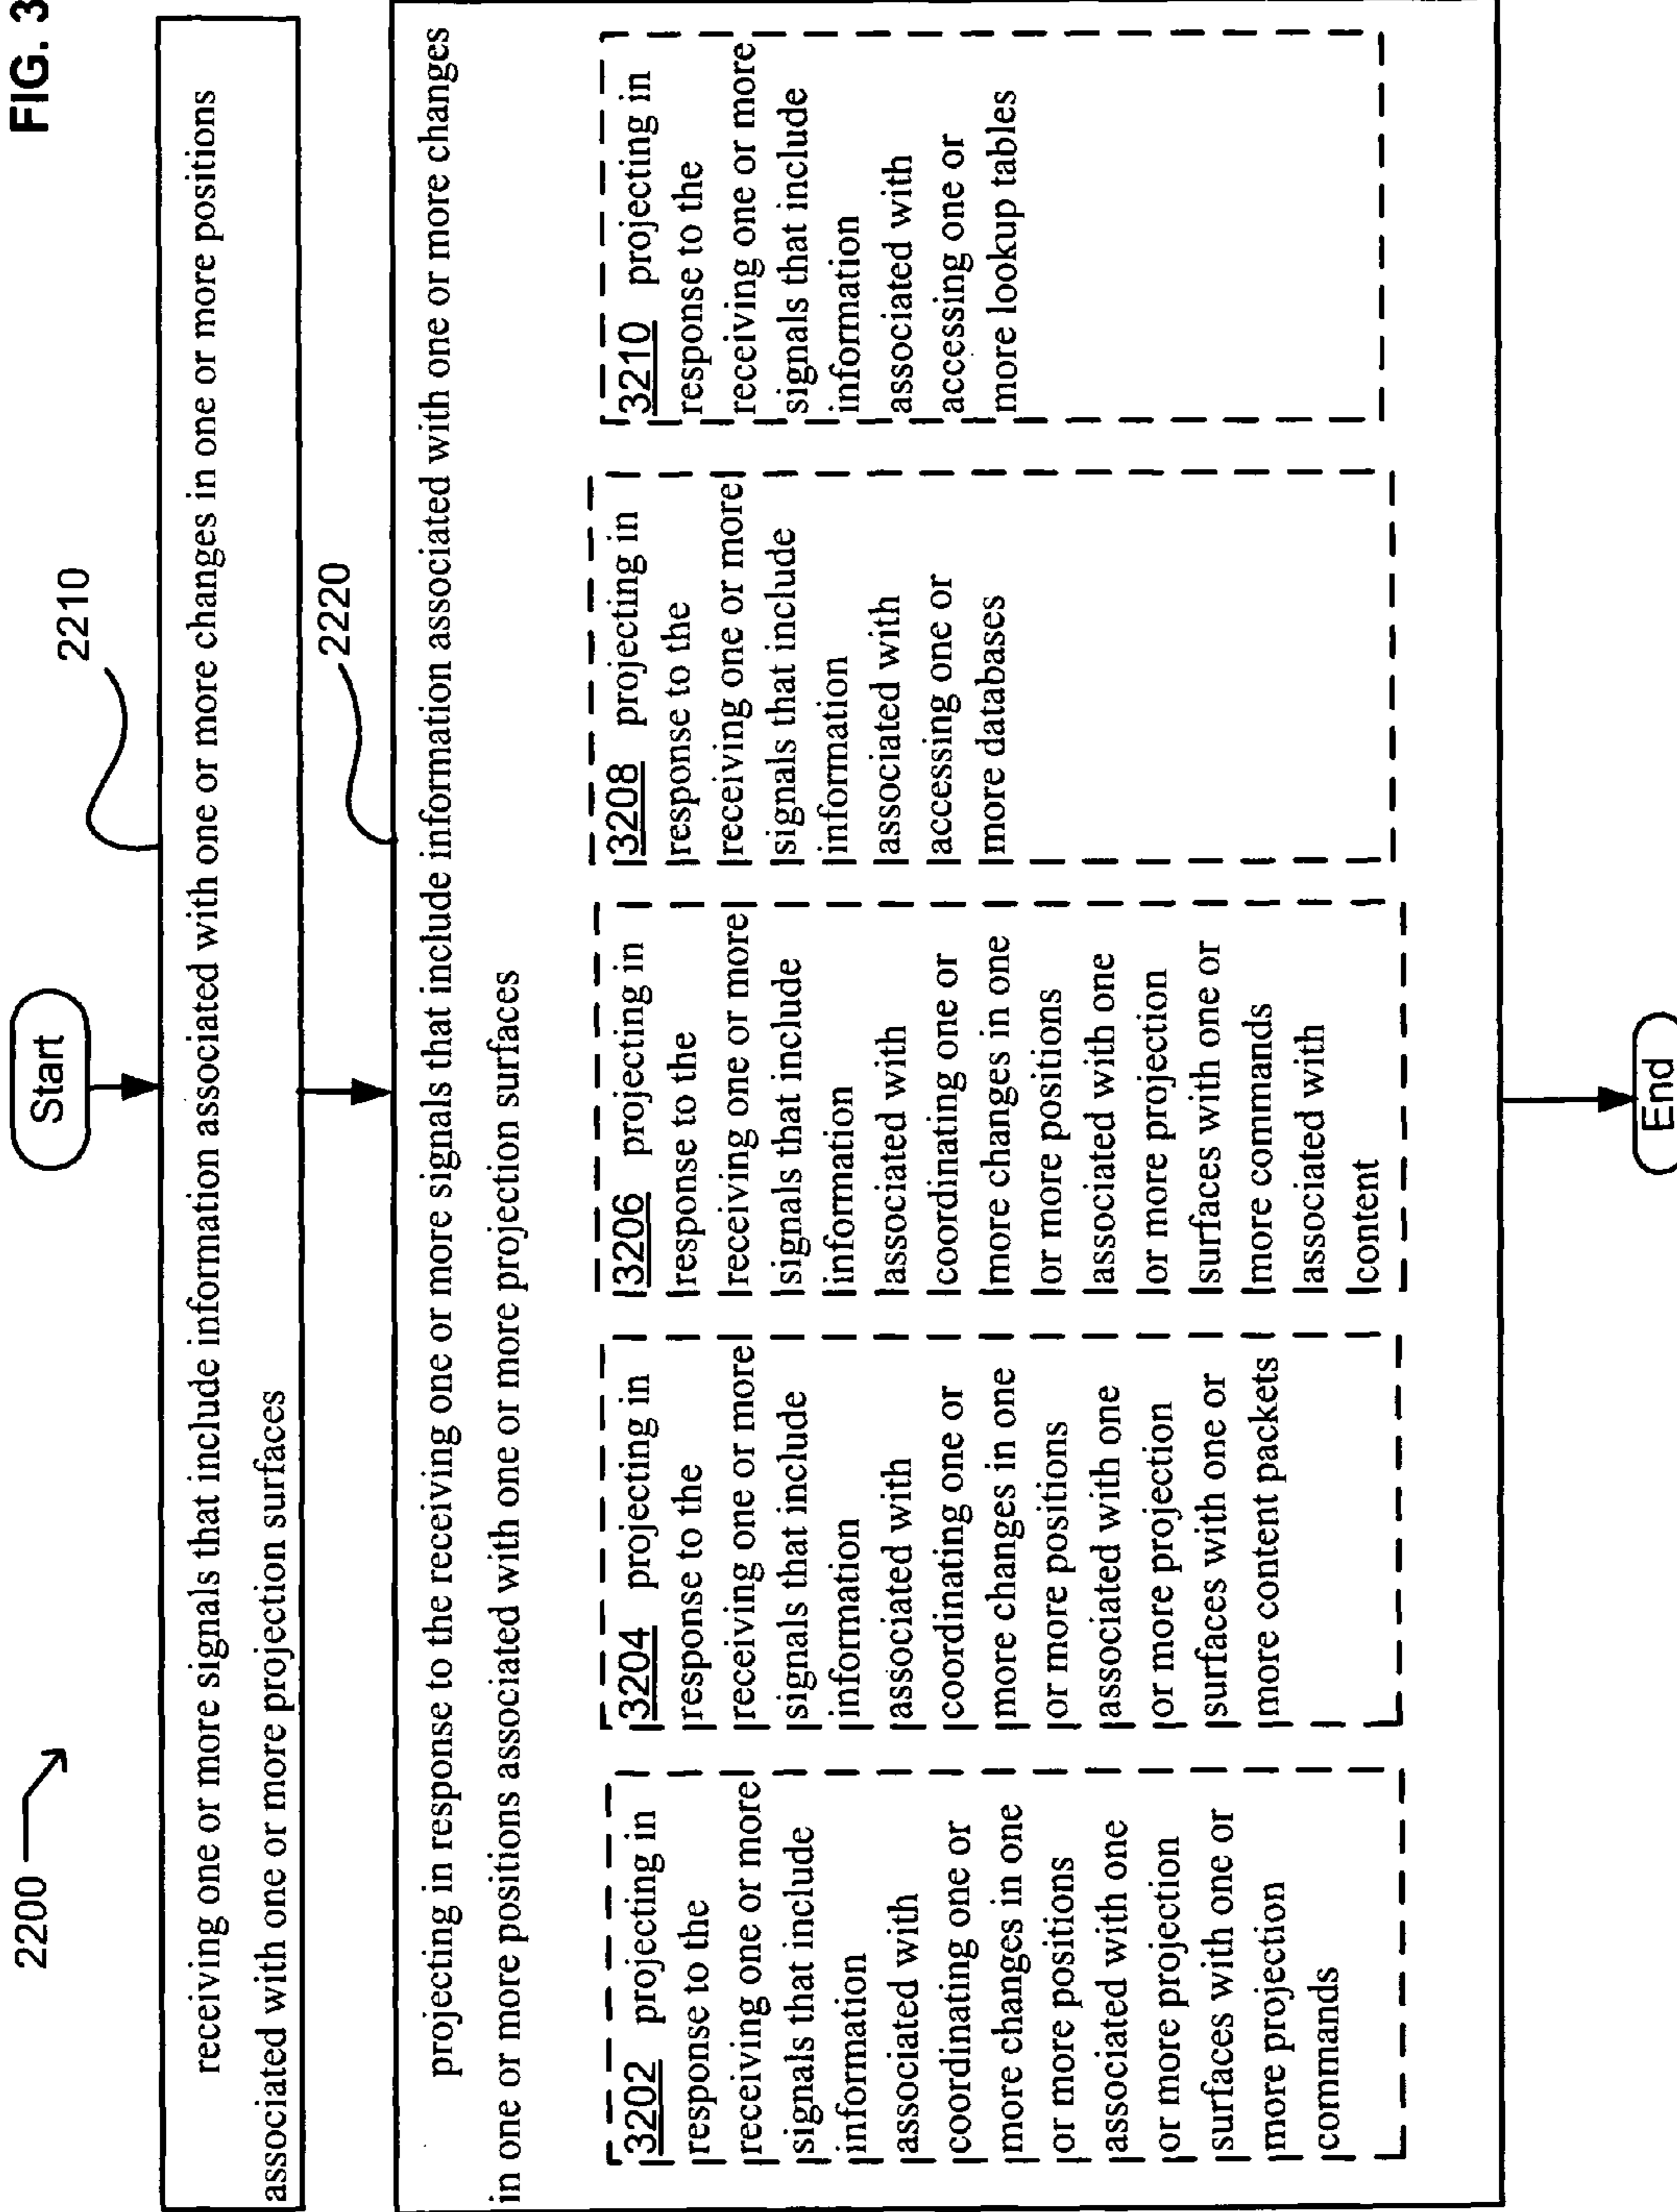 FIG. 3
2200
Start
2210
receiving one or more signals that include information associated with one or more changes in one or more positions
associated with one or more projection surfaces
2220
projecting in response to the receiving one or more signals that include information associated with one or more changes
in one or more positions associated with one or more projection surfaces
3202 projecting in
response to the
receiving one or more
signals that include
information
associated with
coordinating one or
more changes in one
or more positions
associated with one
or more projection
surfaces with one or
more projection
commands
3204 projecting in
response to the
receiving one or more
signals that include
information
associated with
coordinating one or
more changes in one
or more positions
associated with one
or more projection
surfaces with one or
more content packets
3206 projecting in
response to the
receiving one or more
signals that include
information
associated with
coordinating one or
more changes in one
or more positions
associated with one
or more projection
surfaces with one or
more commands
associated with
content
3208 projecting in
response to the
receiving one or more
signals that include
information
associated with
accessing one or
more databases
3210 projecting in
response to the
receiving one or more
signals that include
information
associated with
accessing one or
more lookup tables
End